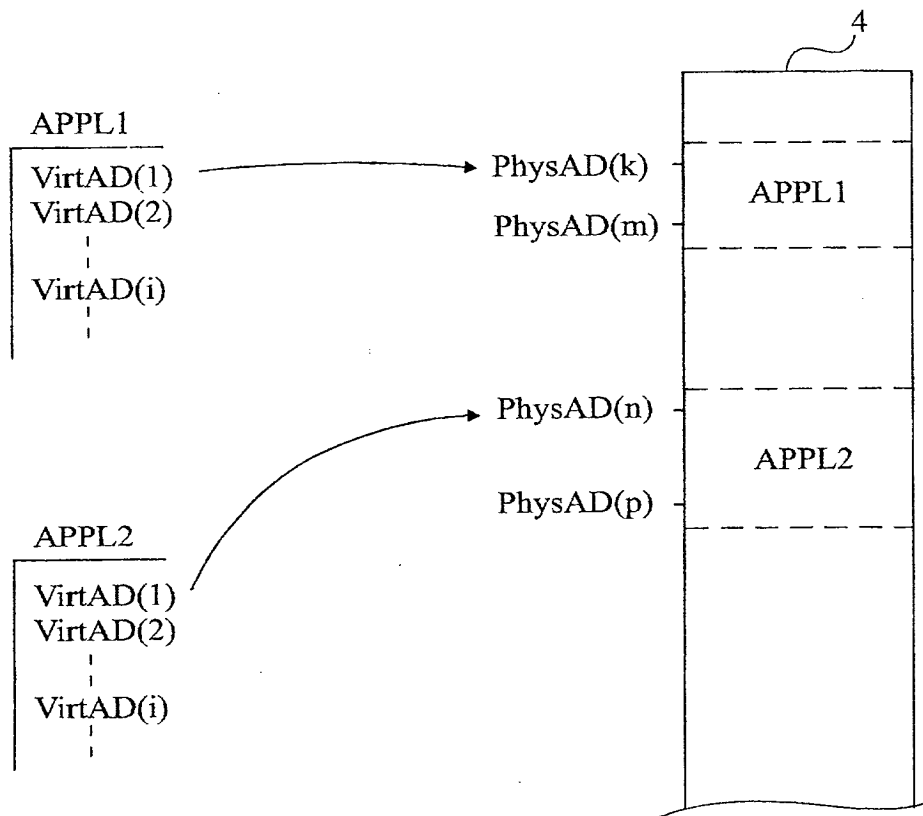 4
APPL1
VirtAD(1)
VirtAD(2)
VirtAD(i)
PhysAD(k)
PhysAD(m)
APPL1
PhysAD(n)
PhysAD(p)
APPL2
APPL2
VirtAD(1)
VirtAD(2)
VirtAD(i)